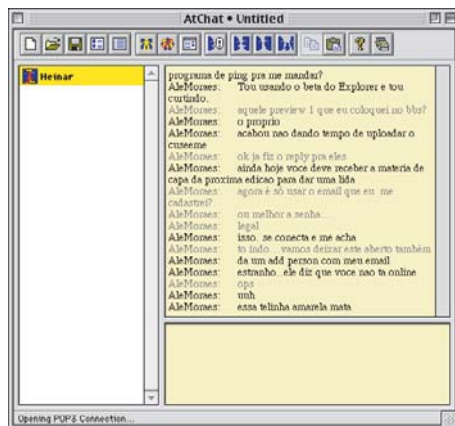 AtChat • Untitled
Heinar
programa de ping pra me mandar?
AleMoraes: Tou usando o beta do Explorer e tou
curtindo.
AleMoraes: aquele preview 1 que eu coloquei no bbs?
AleMoraes: o proprio
AleMoraes: acabou nao dando tempo de uploadar o
cuseeme
AleMoraes: ok ja fiz o reply pra eles
AleMoraes: ainda hoje voce deve receber a materia de
capa da proxima edicao para dar uma lida
AleMoraes: agora é só usar o email que eu me
cadastrei?
AleMoraes: ou melhor a senha...
AleMoraes: legal
AleMoraes: isso. se conecta e me acha
AleMoraes: to indo...vamos deixar este aberto também
AleMoraes: da um add person com meu email
AleMoraes: estranho..ele diz que voce nao ta online
AleMoraes: ops
AleMoraes: unh
AleMoraes: essa telinha amarela mata
Opening POP3 Connection...